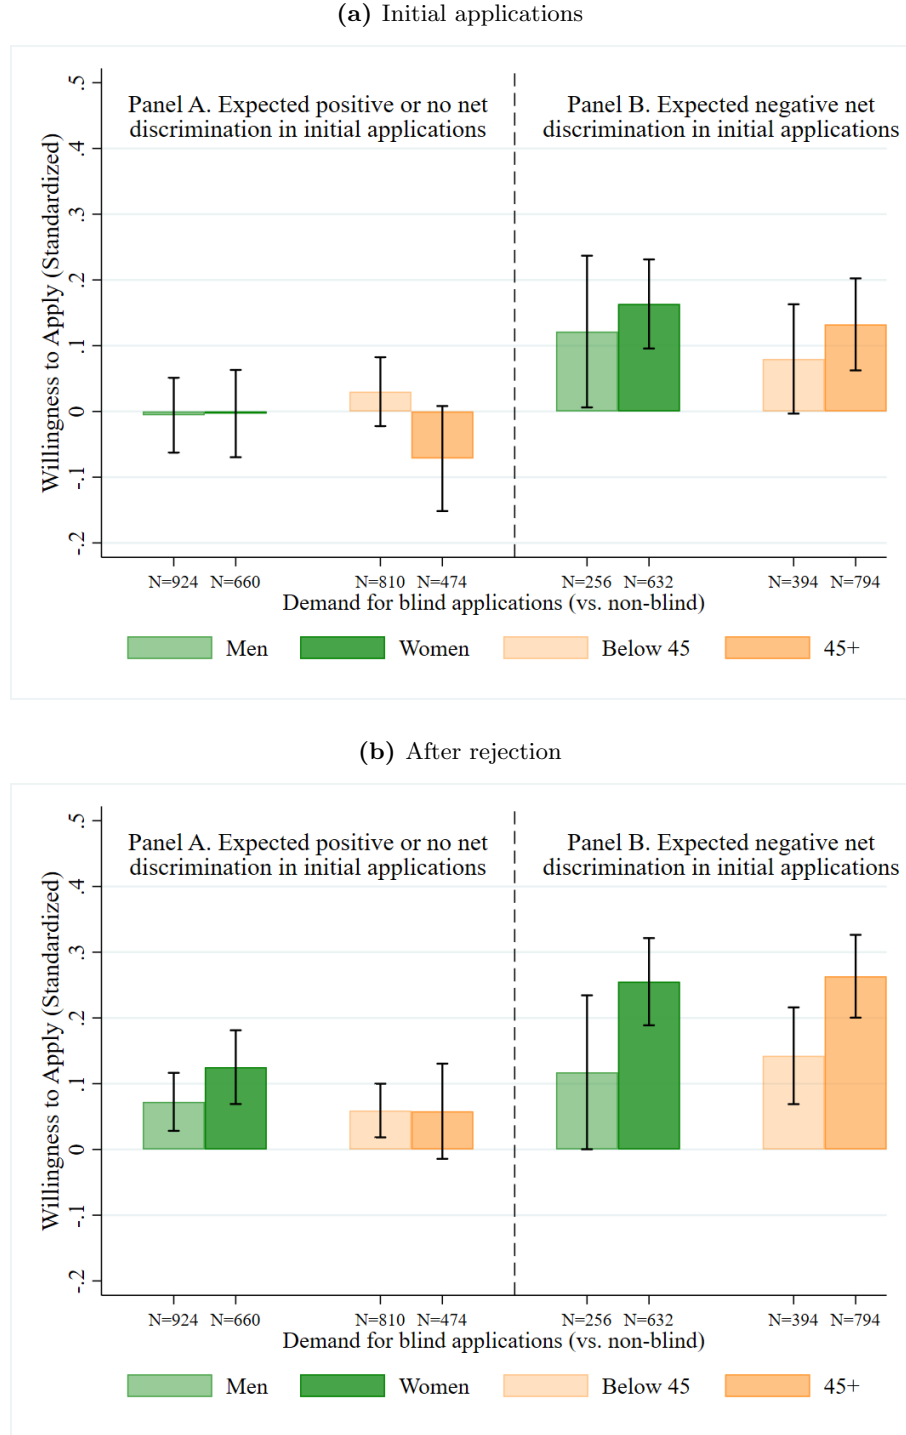 (a) Initial applications
Panel A. Expected positive or no net
discrimination in initial applications
Panel B. Expected negative net
discrimination in initial applications
Willingness to Apply (Standardized)
.5
.4
.3
.2
.1
0
-.1
-.2
N=924 N=660 N=810 N=474 N=256 N=632 N=394 N=794
Demand for blind applications (vs. non-blind)
Men Women Below 45 45+
(b) After rejection
Panel A. Expected positive or no net
discrimination in initial applications
Panel B. Expected negative net
discrimination in initial applications
Willingness to Apply (Standardized)
.5
.4
.3
.2
.1
0
-.1
-.2
N=924 N=660 N=810 N=474 N=256 N=632 N=394 N=794
Demand for blind applications (vs. non-blind)
Men Women Below 45 45+